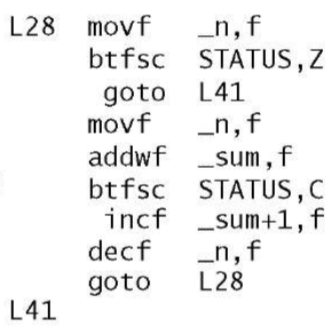 L28 movf _n,f
btfsc STATUS,Z
goto L41
movf _n,f
addwf _sum,f
btfsc STATUS,C
incf _sum+1,f
decf _n,f
goto L28
L41